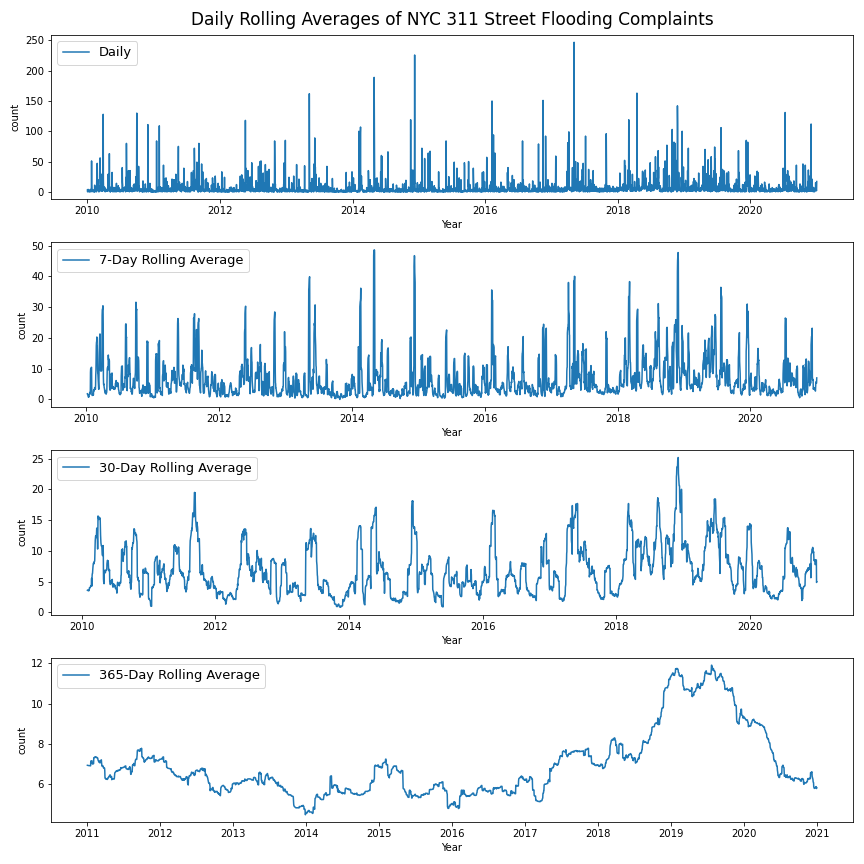 Daily Rolling Averages of NYC 311 Street Flooding Complaints
250
200
150
100
50
0
count
Daily
2010 2012 2014 2016 2018 2020
Year
50
40
30
20
10
0
count
7-Day Rolling Average
2010 2012 2014 2016 2018 2020
Year
25
20
15
10
5
0
count
30-Day Rolling Average
2010 2012 2014 2016 2018 2020
Year
12
10
8
6
count
365-Day Rolling Average
2011 2012 2013 2014 2015 2016 2017 2018 2019 2020 2021
Year